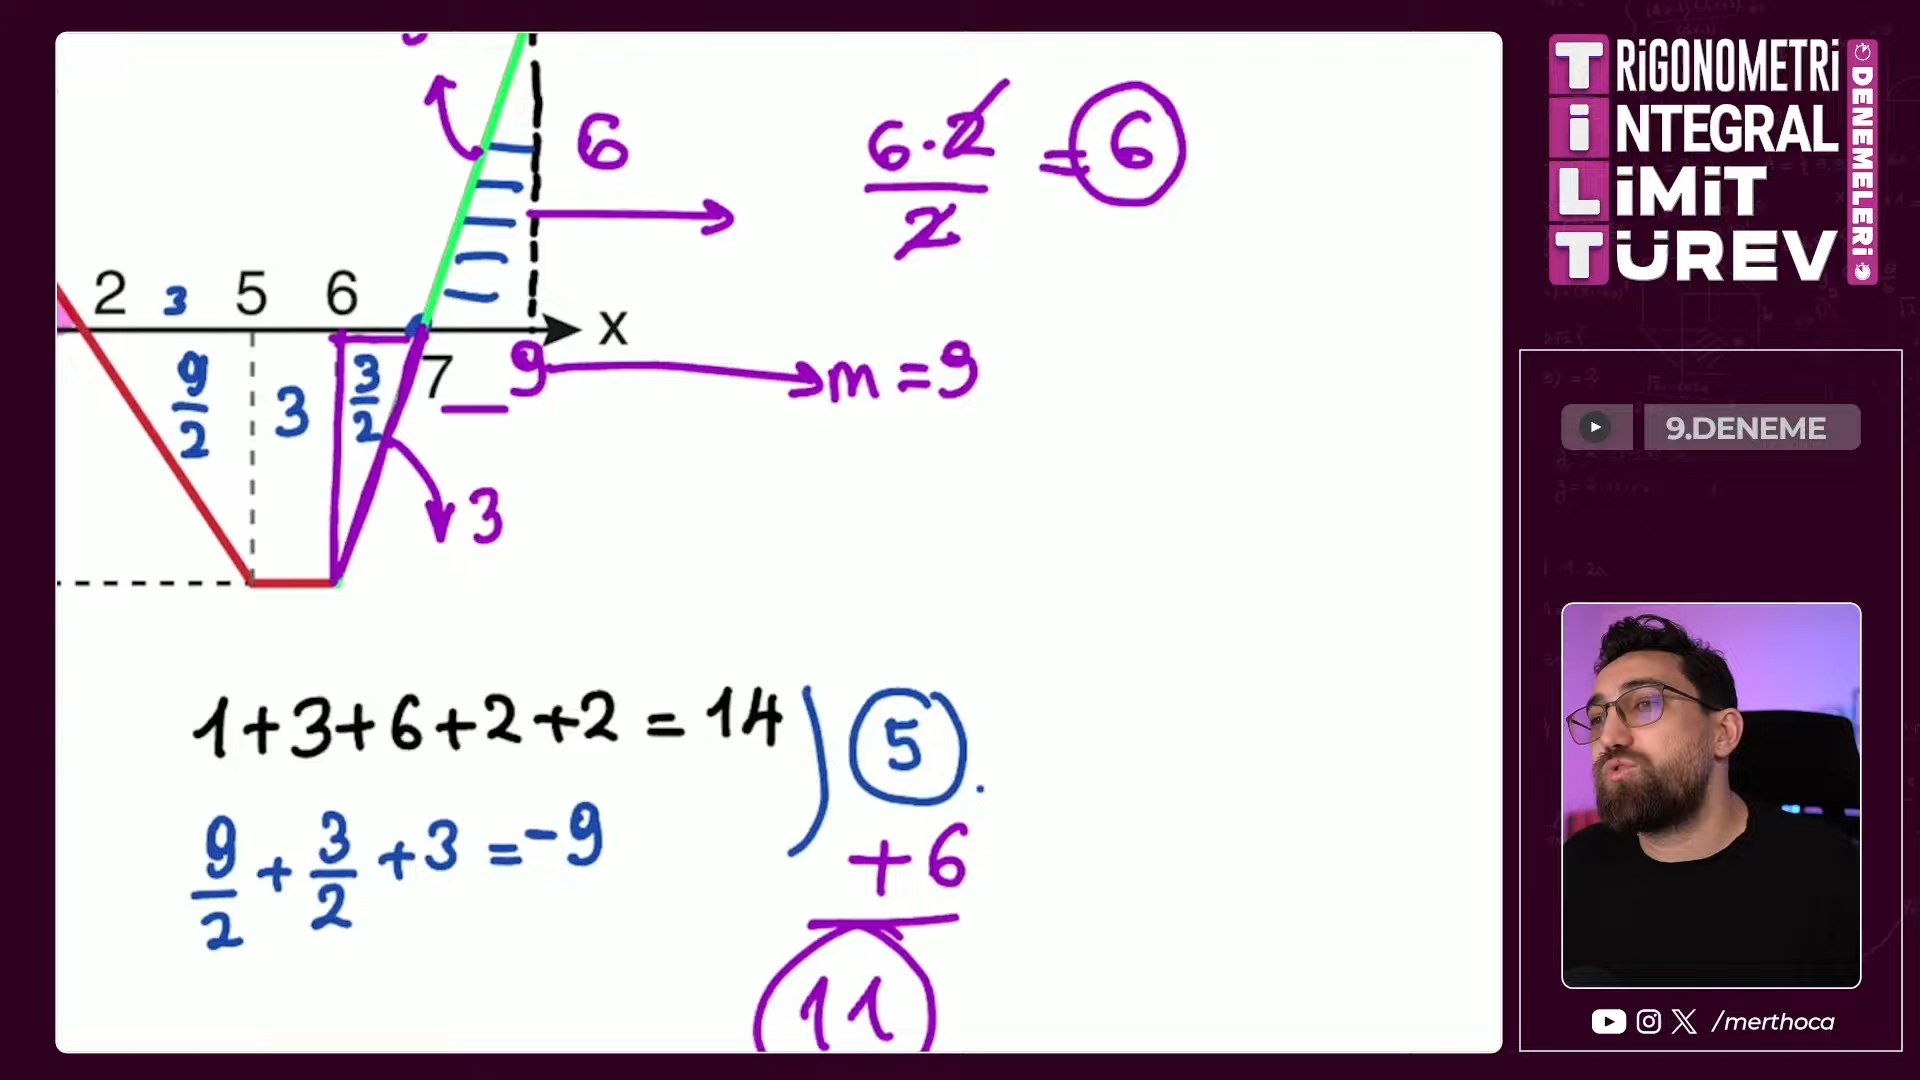 6
6·2
2
= 6
2 3 5 6
x
9/2 3 3/2 7 9
m = 9
3
1+3+6+2+2 = 14
5.
9/2 + 3/2 + 3 = -9
+6
11
TRiGONOMETRi
iNTEGRAL
LiMiT
TÜREV
DENEMELERi
9.DENEME
/merthoca